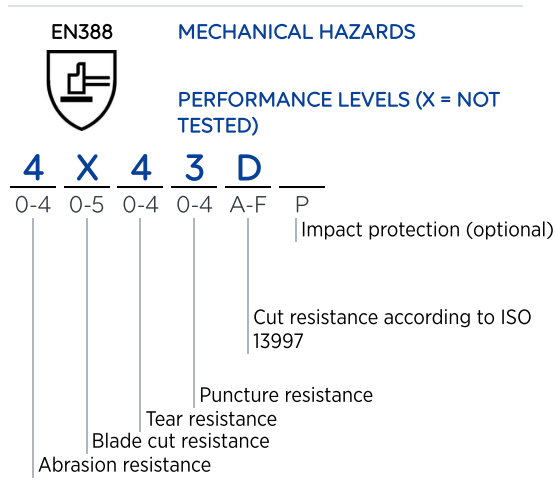 EN388
MECHANICAL HAZARDS
PERFORMANCE LEVELS (X = NOT
TESTED)
4 X 4 3 D
0-4 0-5 0-4 0-4 A-F P
Impact protection (optional)
Cut resistance according to ISO
13997
Puncture resistance
Tear resistance
Blade cut resistance
Abrasion resistance